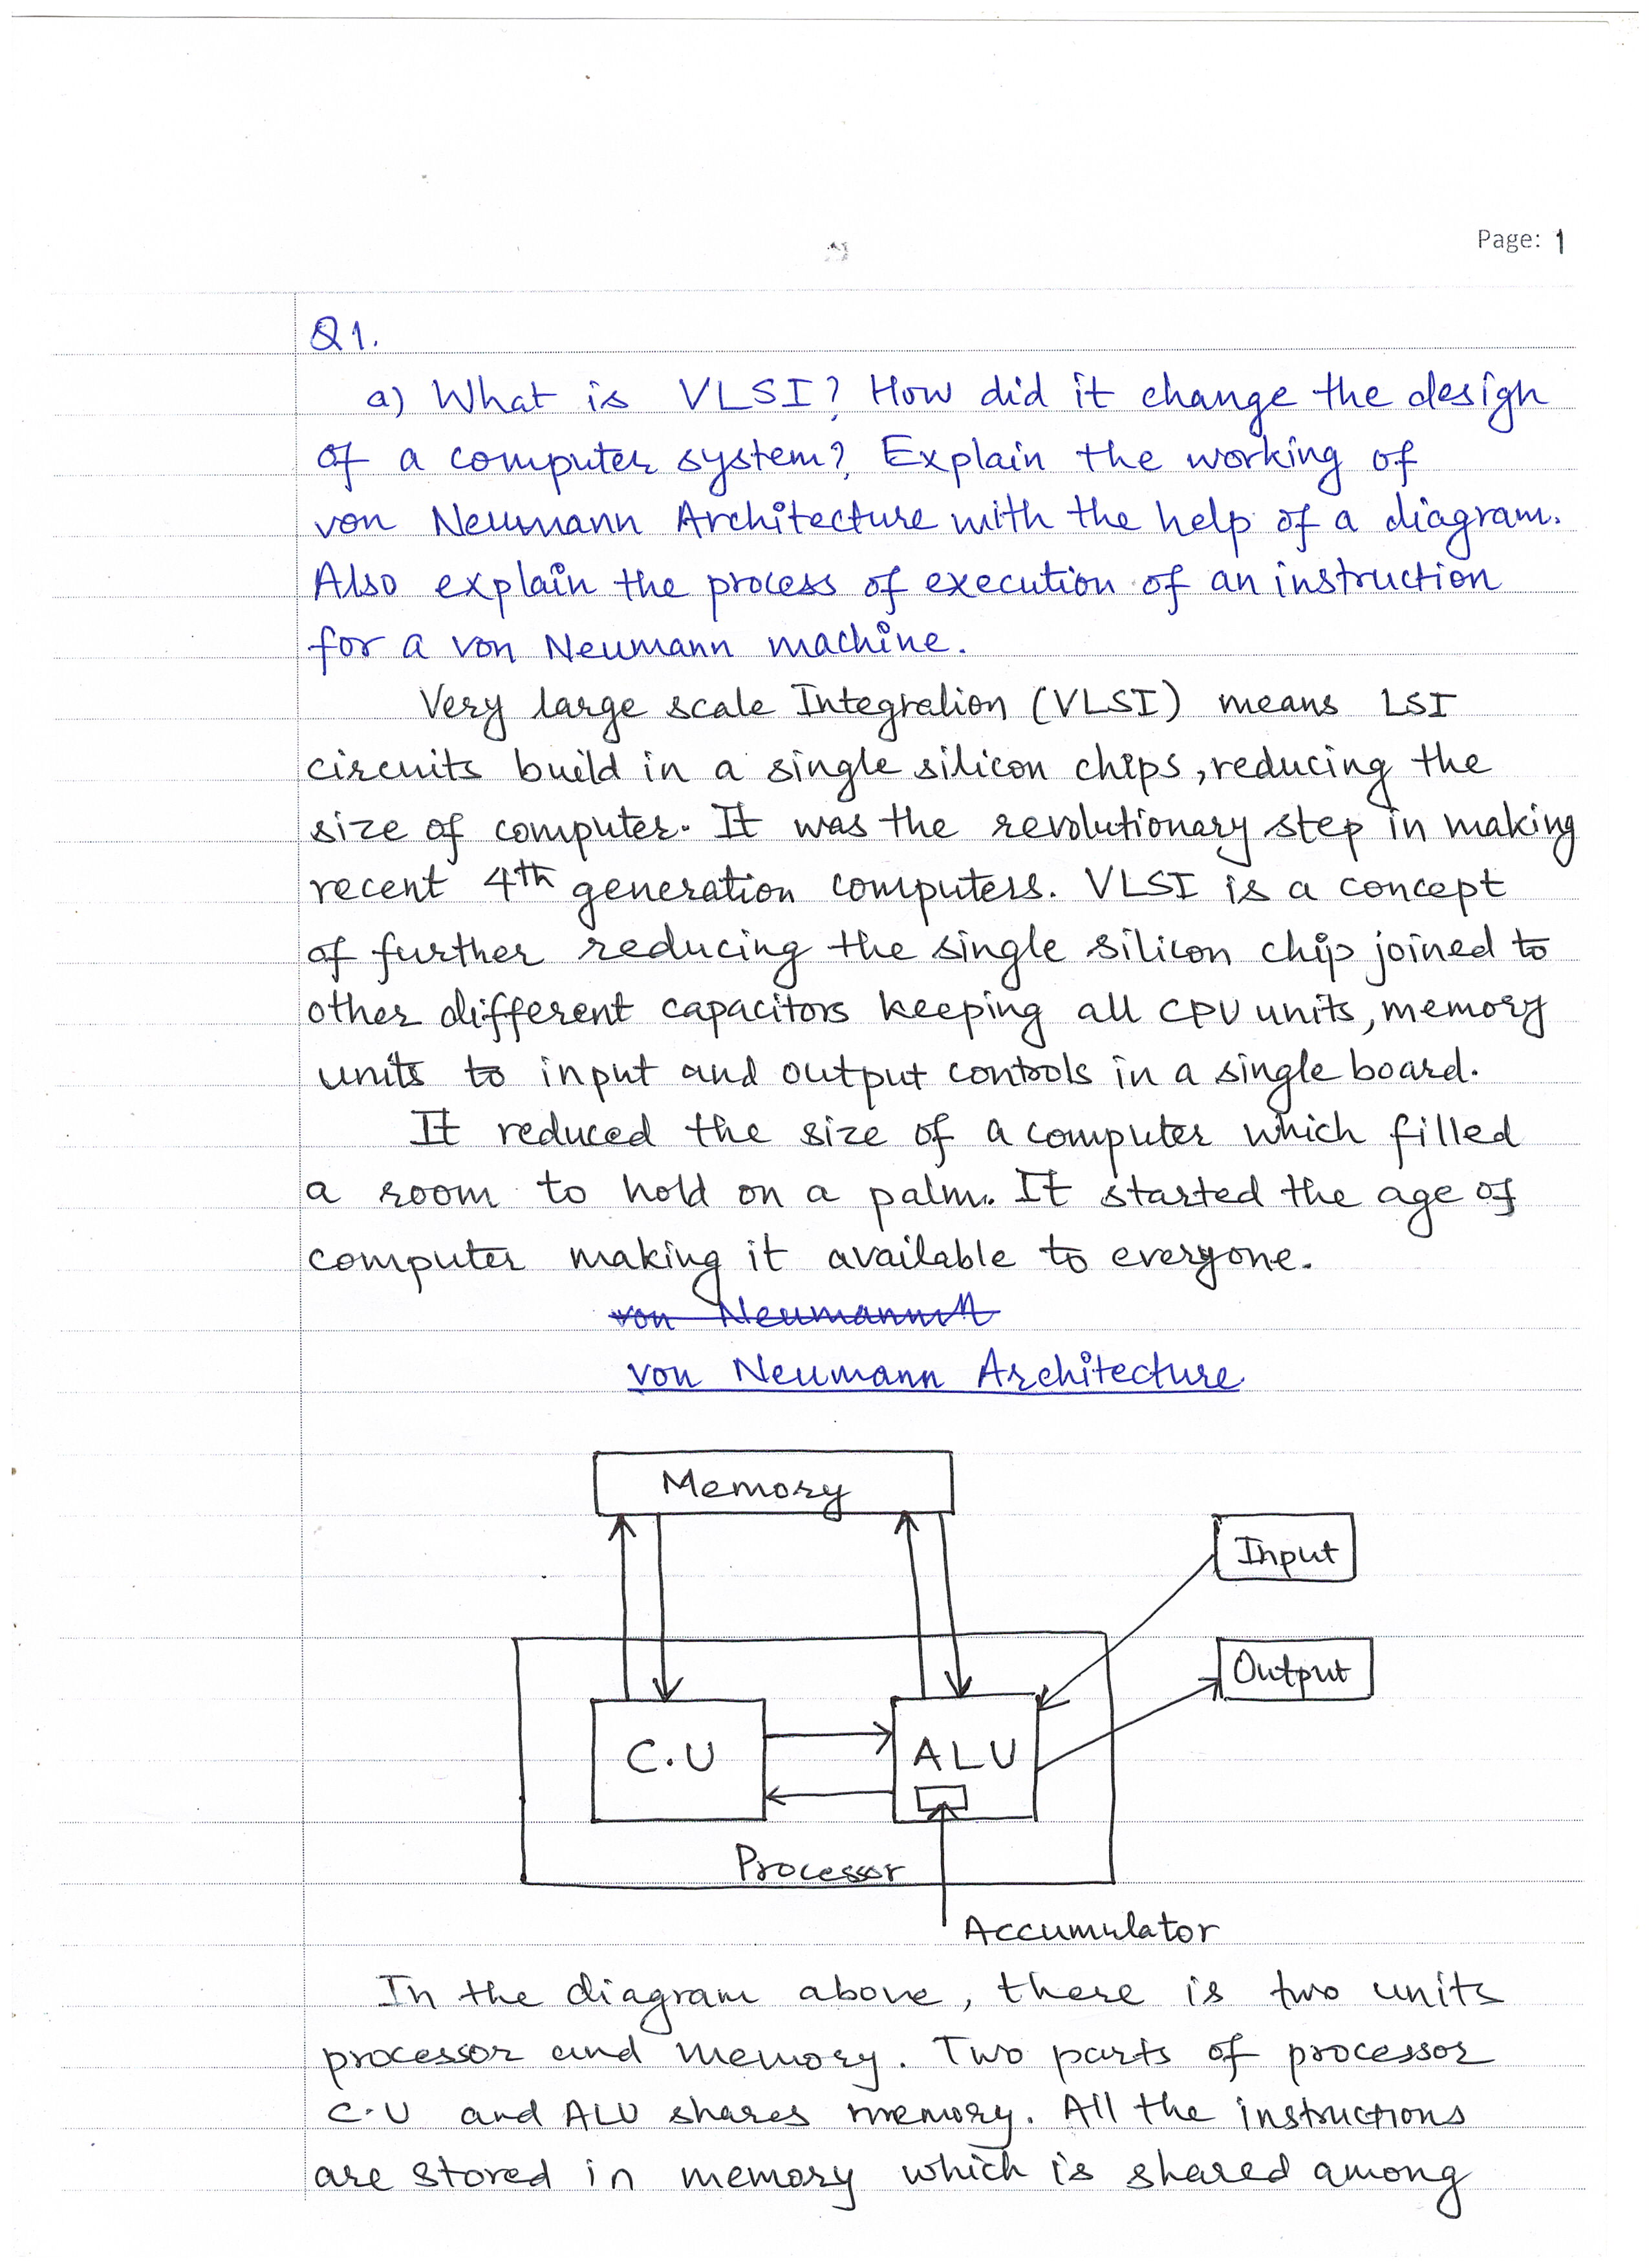 Page: 1
Q1.
a) What is VLSI? How did it change the design
of a computer system? Explain the working of
von Neumann Architecture with the help of a diagram.
Also explain the process of execution of an instruction
for a von Neumann machine.
Very large scale Integration (VLSI) means LSI
circuits build in a single silicon chips, reducing the
size of computer. It was the revolutionary step in making
recent 4th generation computers. VLSI is a concept
of further reducing the single silicon chip joined to
other different capacitors keeping all CPU units, memory
units to input and output controls in a single board.
It reduced the size of a computer which filled
a room to hold on a palm. It started the age of
computer making it available to everyone.
von Neumann A
von Neumann Architecture
Memory
Input
Output
C.U
ALU
Processor
Accumulator
In the diagram above, there is two units
processor and memory. Two parts of processor
C.U and ALU shares memory. All the instructions
are stored in memory which is shared among